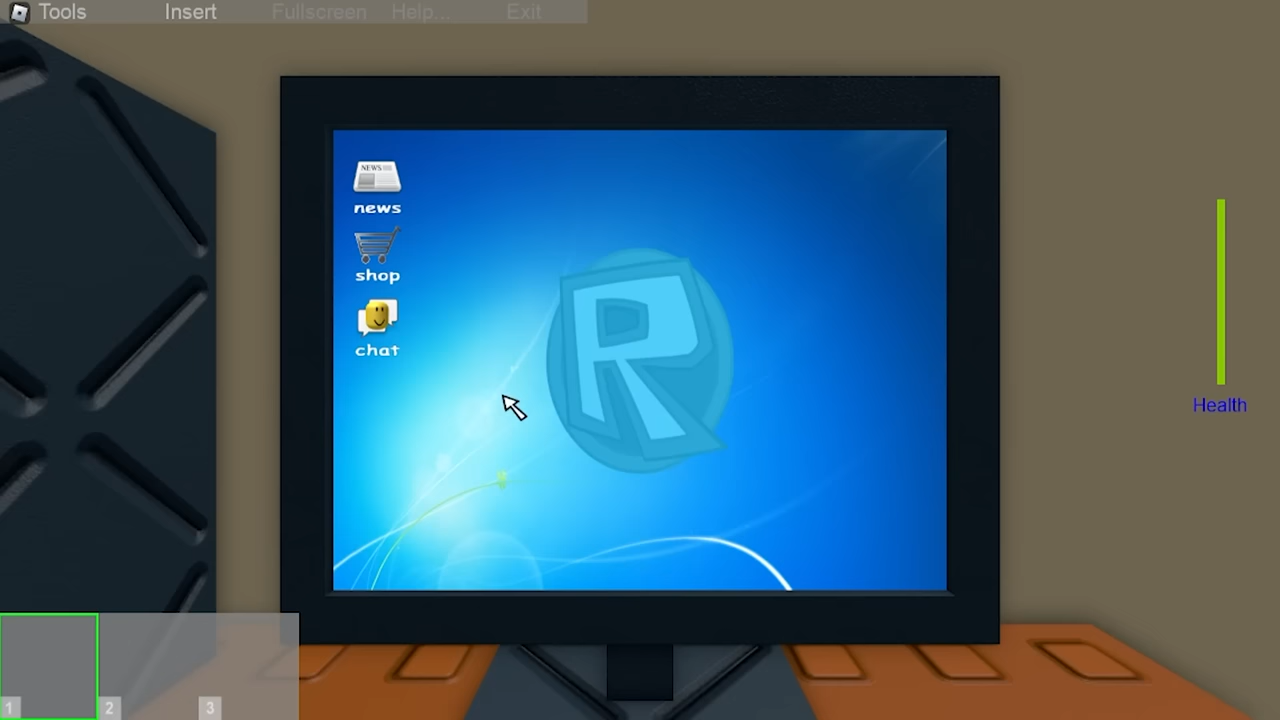 Tools Insert Fullscreen Help... Exit
NEWS
news
shop
chat
R
Health
1 2 3